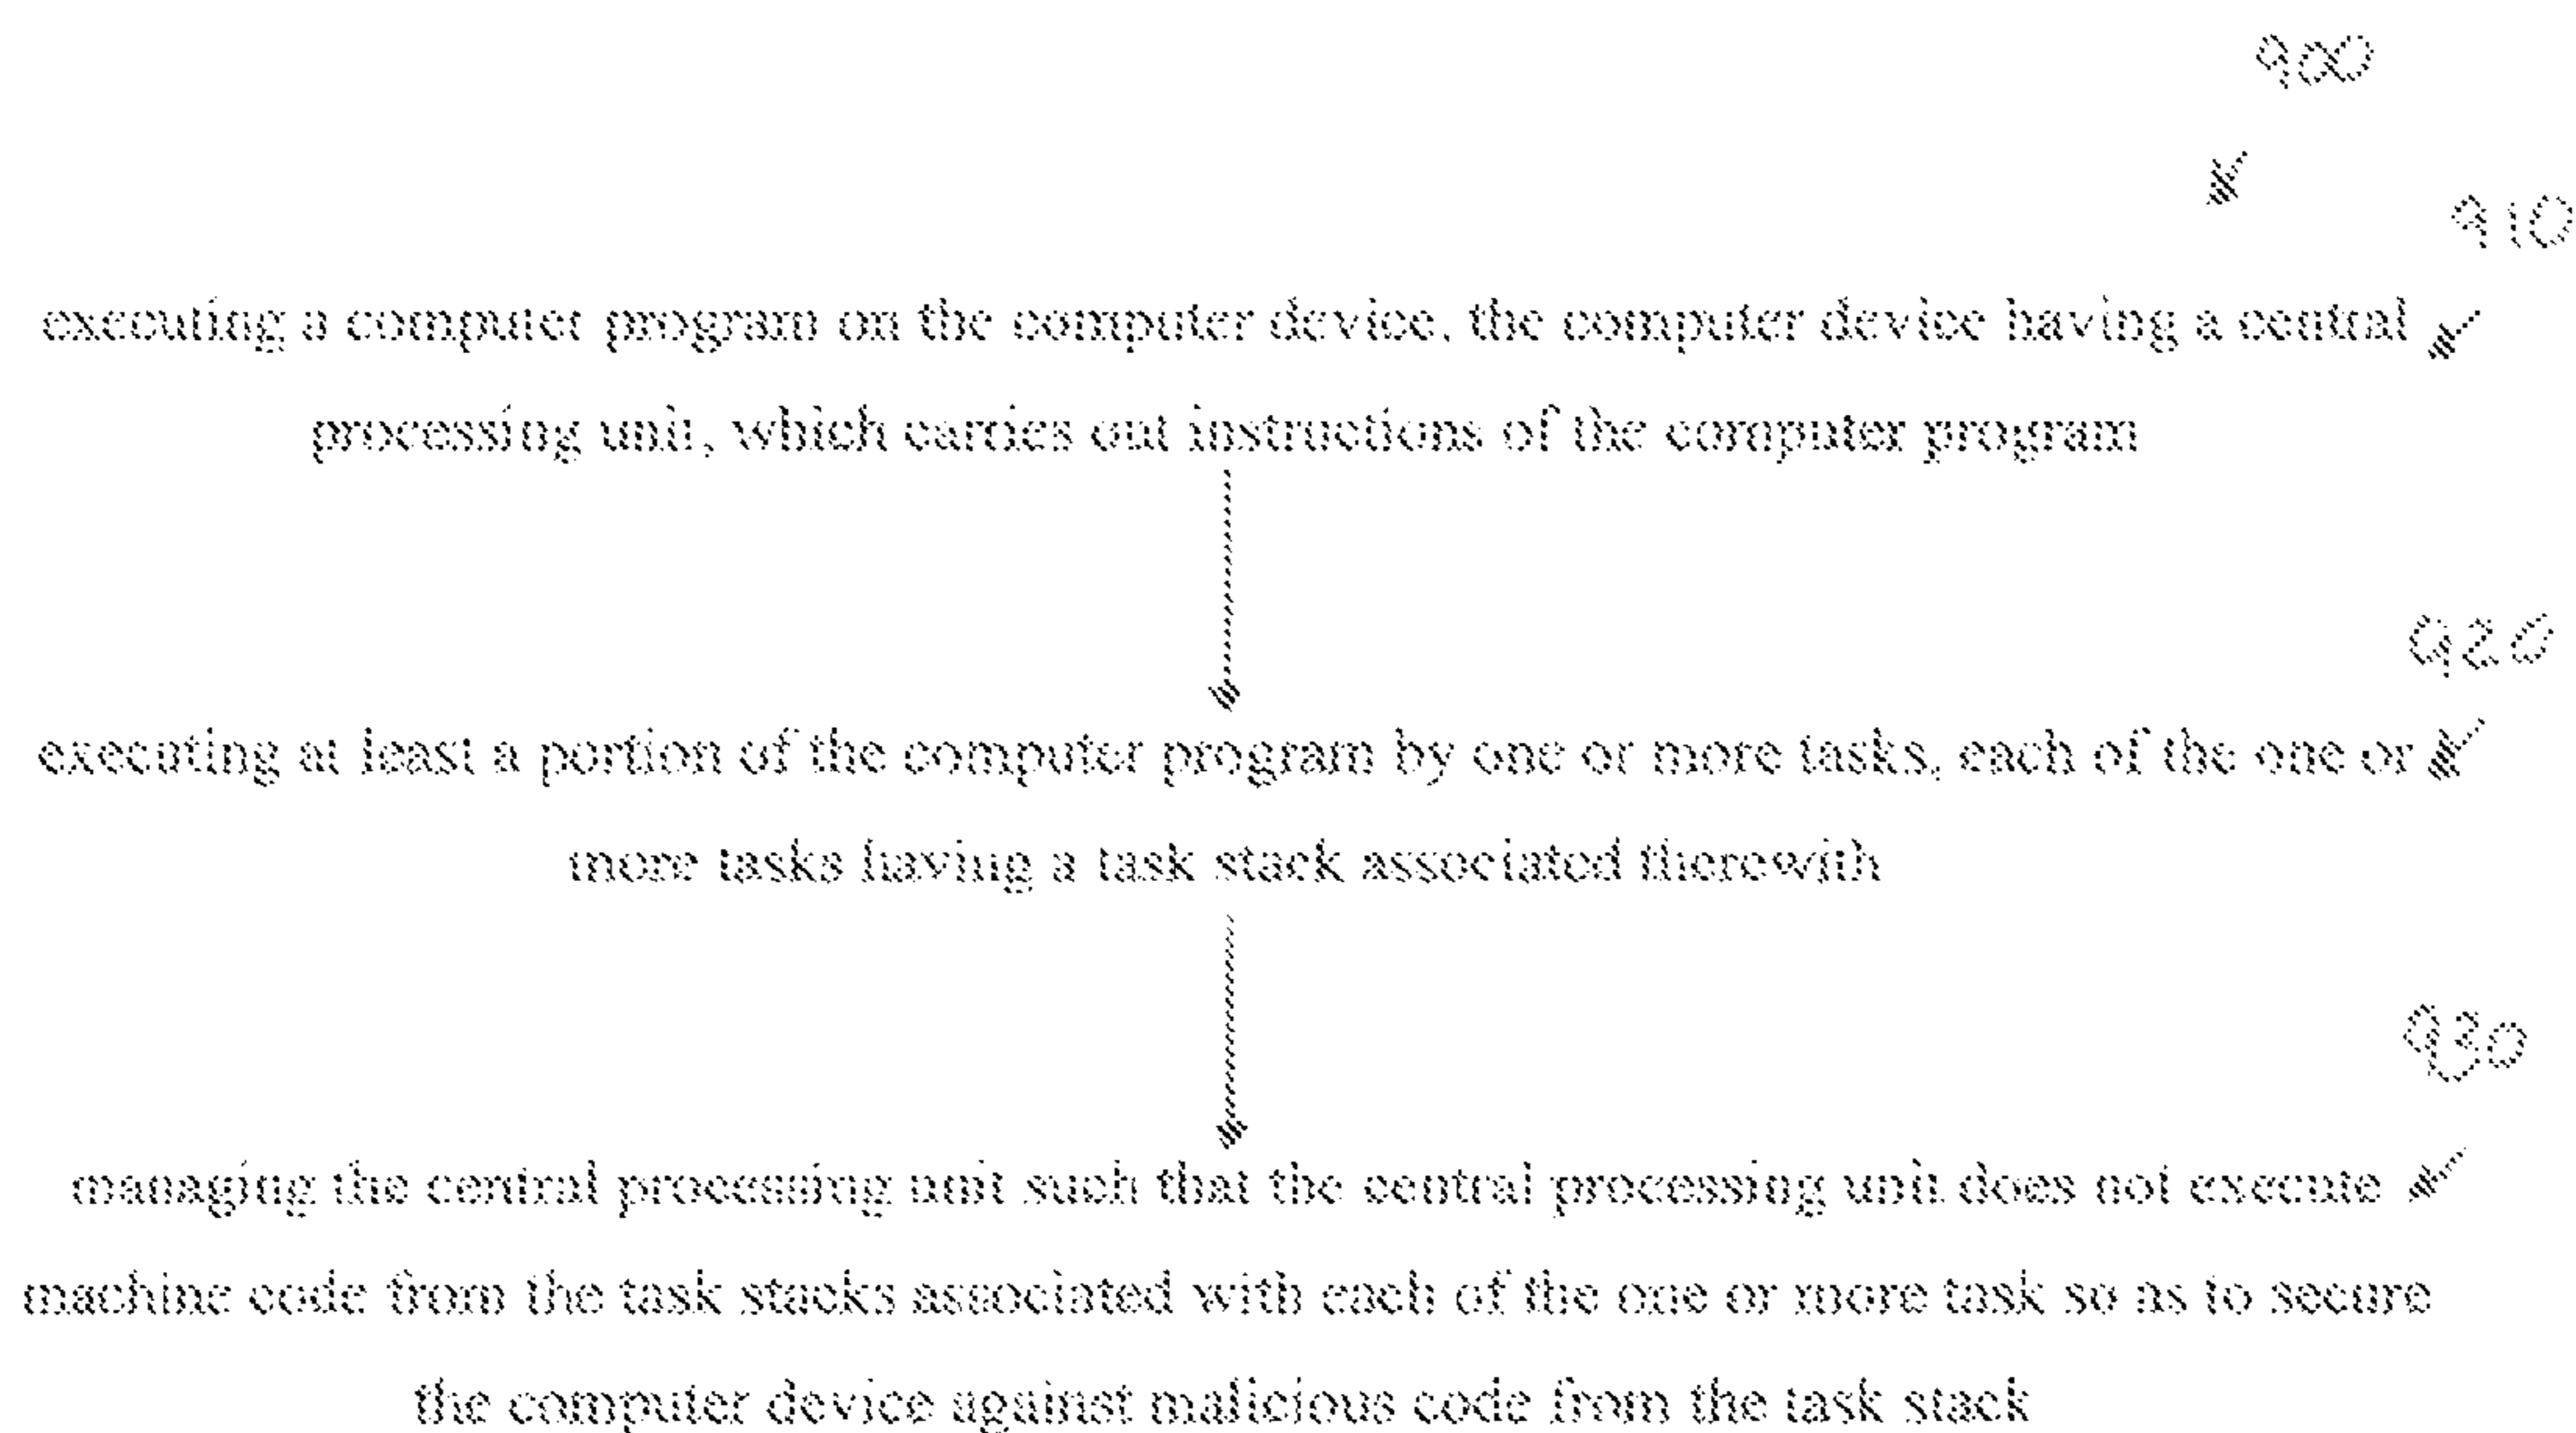 900
910
executing a computer program on the computer device, the computer device having a central
processing unit, which carries out instructions of the computer program
920
executing at least a portion of the computer program by one or more tasks, each of the one or
more tasks having a task stack associated therewith
930
managing the central processing unit such that the central processing unit does not execute
machine code from the task stacks associated with each of the one or more task so as to secure
the computer device against malicious code from the task stack